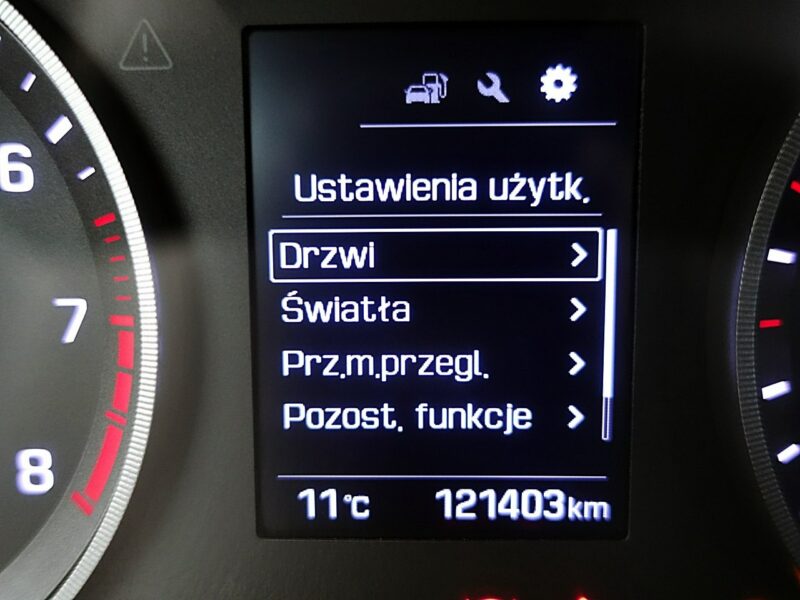 6
7
8
Ustawienia użytk.
Drzwi
Światła
Prz.m.przegl.
Pozost. funkcje
11°C 121403km